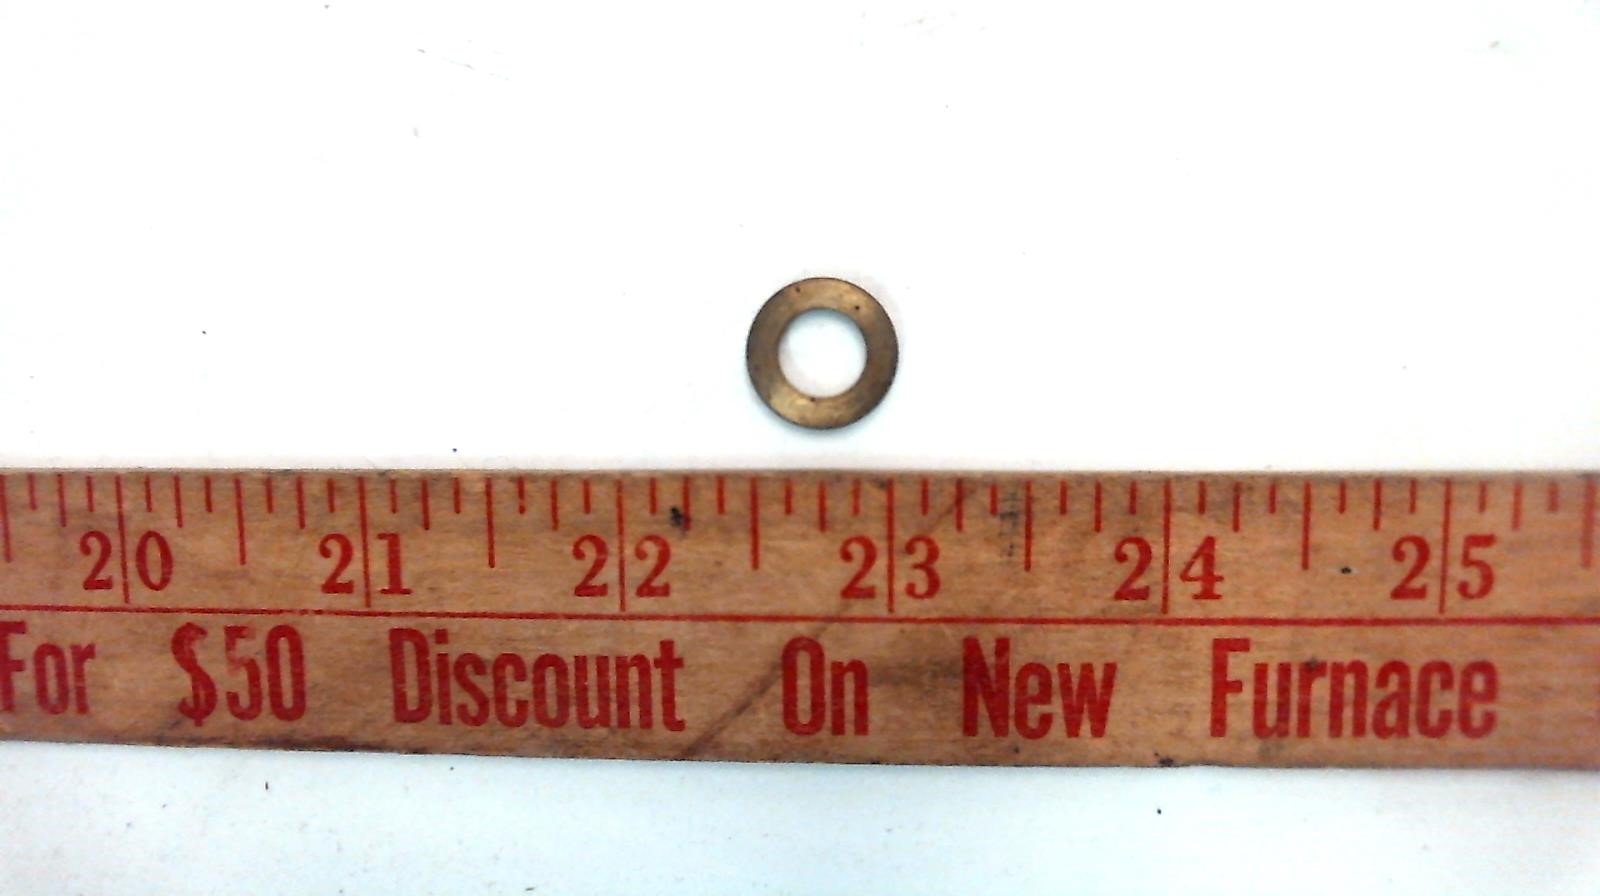 20 21 22 23 24 25
For $50 Discount On New Furnace